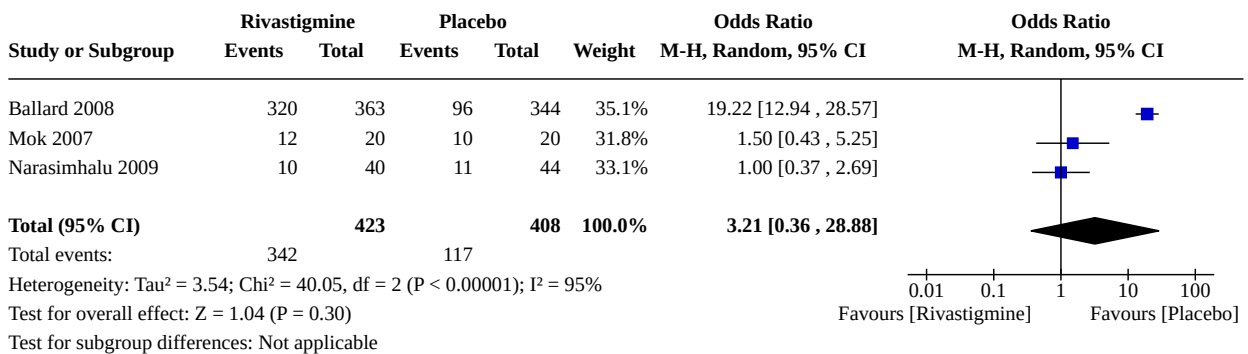 Rivastigmine Placebo Odds Ratio Odds Ratio
Study or Subgroup Events Total Events Total Weight M-H, Random, 95% CI M-H, Random, 95% CI
Ballard 2008 320 363 96 344 35.1% 19.22 [12.94 , 28.57]
Mok 2007 12 20 10 20 31.8% 1.50 [0.43 , 5.25]
Narasimhalu 2009 10 40 11 44 33.1% 1.00 [0.37 , 2.69]
Total (95% CI) 423 408 100.0% 3.21 [0.36 , 28.88]
Total events: 342 117
Heterogeneity: Tau² = 3.54; Chi² = 40.05, df = 2 (P < 0.00001); I² = 95%
0.01 0.1 1 10 100
Test for overall effect: Z = 1.04 (P = 0.30) Favours [Rivastigmine] Favours [Placebo]
Test for subgroup differences: Not applicable